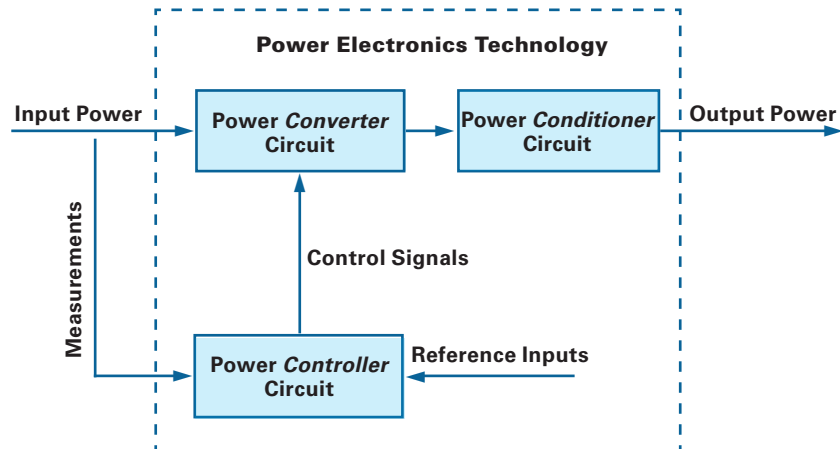 Power Electronics Technology
Input Power
Power Converter
Circuit
Power Conditioner
Circuit
Output Power
Measurements
Control Signals
Power Controller
Circuit
Reference Inputs